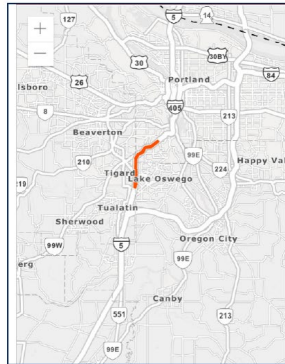 127
5
14
+
30
30BY
−
Portland
lsboro
26
84
8
405
213
Beaverton
99E
210
Happy Val
Tigard
224
219
Lake Oswego
Tualatin
Sherwood
99W
Oregon City
5
erg
99E
Canby
551
213
99E